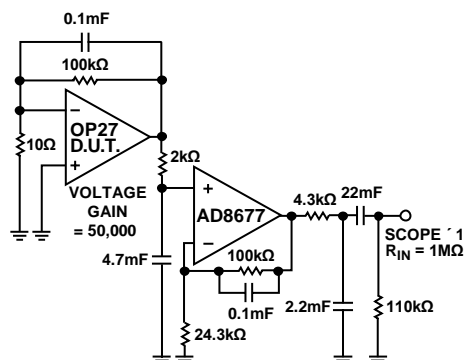 0.1mF
100kΩ
–
OP27
D.U.T.
+
10Ω
2kΩ
VOLTAGE
GAIN
= 50,000
+
AD8677
–
4.3kΩ
22mF
SCOPE ´ 1
RIN = 1MΩ
4.7mF
100kΩ
0.1mF
2.2mF
110kΩ
24.3kΩ